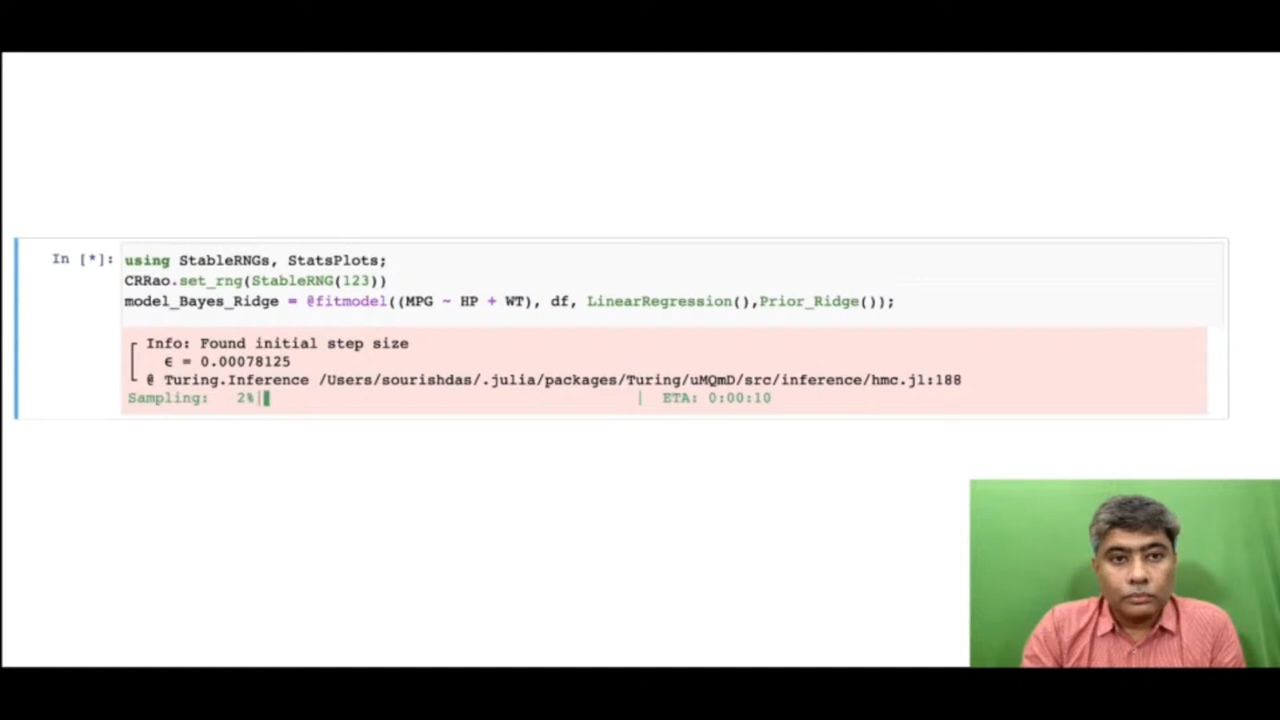 In [*]:
using StableRNGs, StatsPlots;
CRRao.set_rng(StableRNG(123))
model_Bayes_Ridge = @fitmodel((MPG ~ HP + WT), df, LinearRegression(),Prior_Ridge());
Info: Found initial step size
ϵ = 0.00078125
@ Turing.Inference /Users/sourishdas/.julia/packages/Turing/uMQmD/src/inference/hmc.jl:188
Sampling: 2%| | ETA: 0:00:10